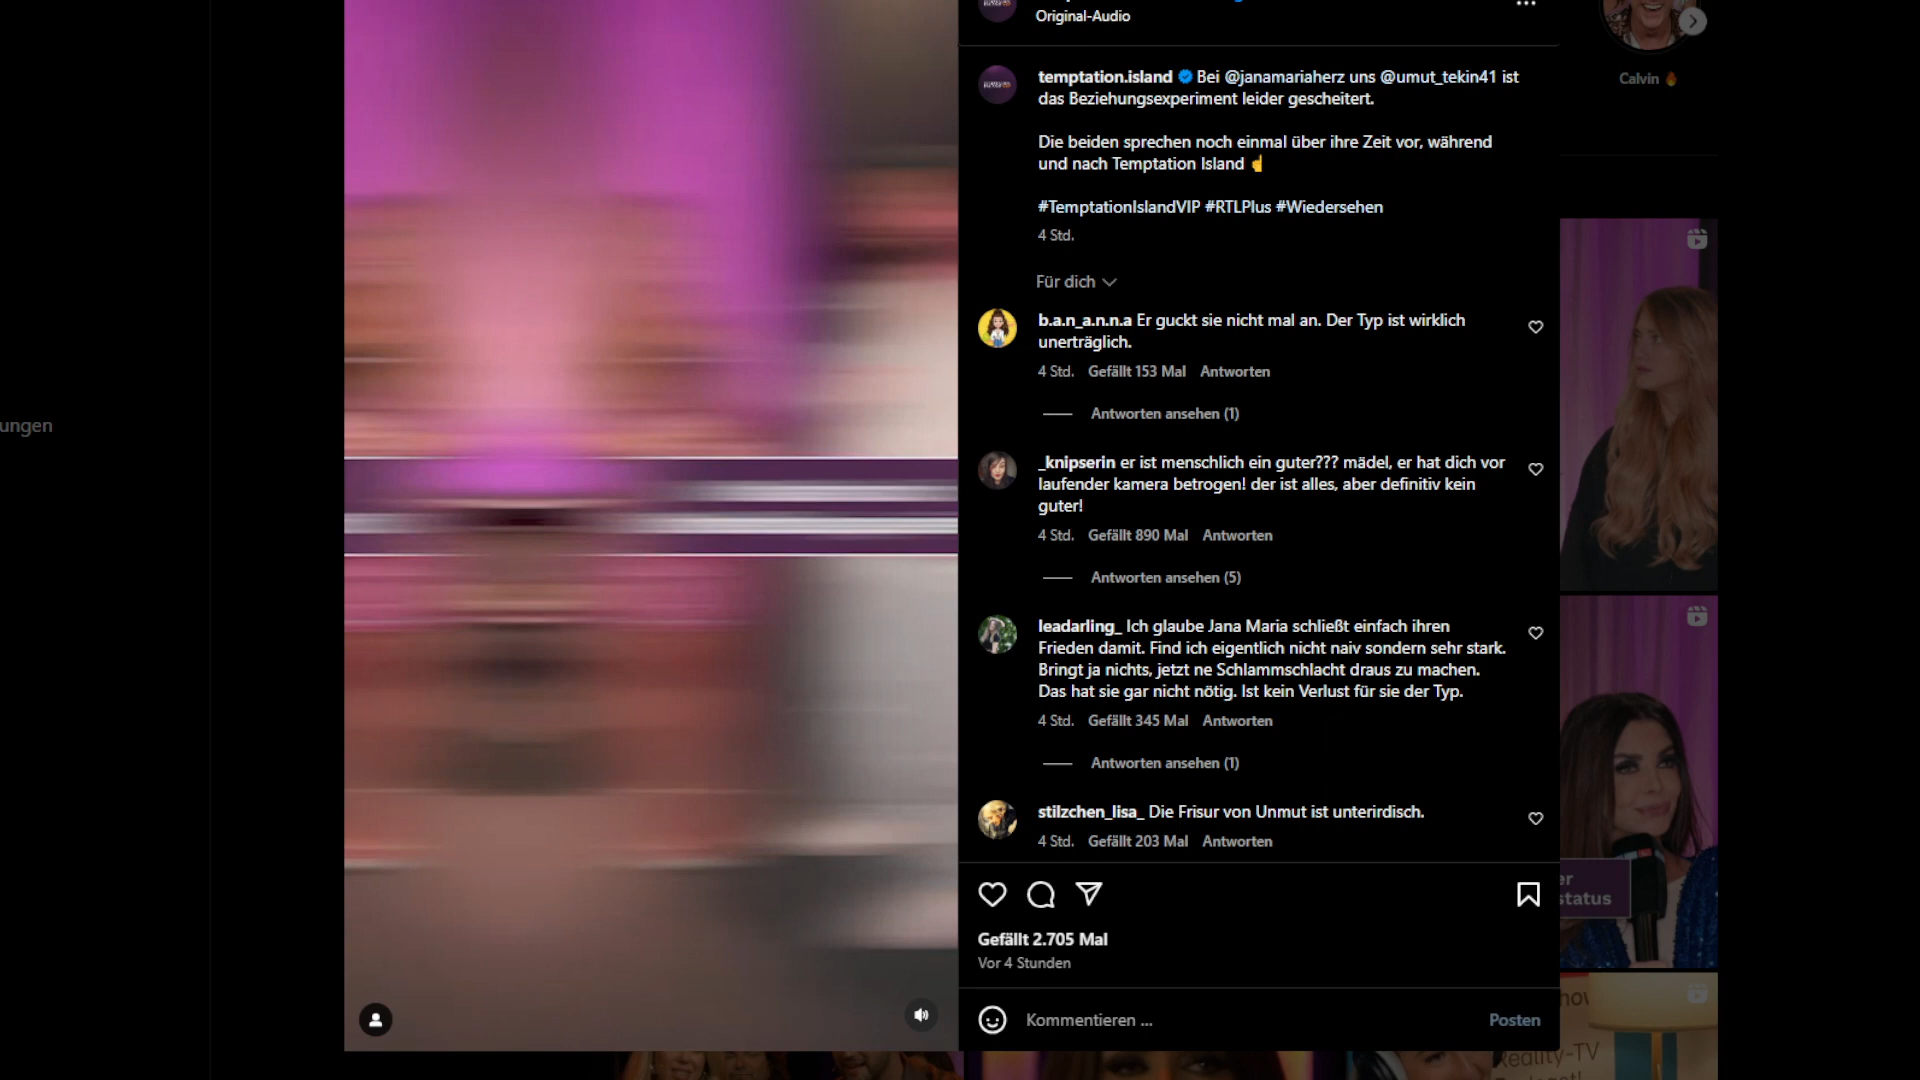 Original-Audio
Calvin 🔥
temptation.island Bei @janamariaherz uns @umut_tekin41 ist
das Beziehungsexperiment leider gescheitert.
Die beiden sprechen noch einmal über ihre Zeit vor, während
und nach Temptation Island ☝
#TemptationIslandVIP #RTLPlus #Wiedersehen
4 Std.
Für dich
b.a.n_a.n.n.a Er guckt sie nicht mal an. Der Typ ist wirklich
unerträglich.
4 Std. Gefällt 153 Mal Antworten
Antworten ansehen (1)
ungen
_knipserin er ist menschlich ein guter??? mädel, er hat dich vor
laufender kamera betrogen! der ist alles, aber definitiv kein
guter!
4 Std. Gefällt 890 Mal Antworten
Antworten ansehen (5)
leadarling_ Ich glaube Jana Maria schließt einfach ihren
Frieden damit. Find ich eigentlich nicht naiv sondern sehr stark.
Bringt ja nichts, jetzt ne Schlammschlacht draus zu machen.
Das hat sie gar nicht nötig. Ist kein Verlust für sie der Typ.
4 Std. Gefällt 345 Mal Antworten
Antworten ansehen (1)
stilzchen_lisa_ Die Frisur von Unmut ist unterirdisch.
4 Std. Gefällt 203 Mal Antworten
er
status
Gefällt 2.705 Mal
Vor 4 Stunden
Kommentieren ...
Posten
Reality-TV